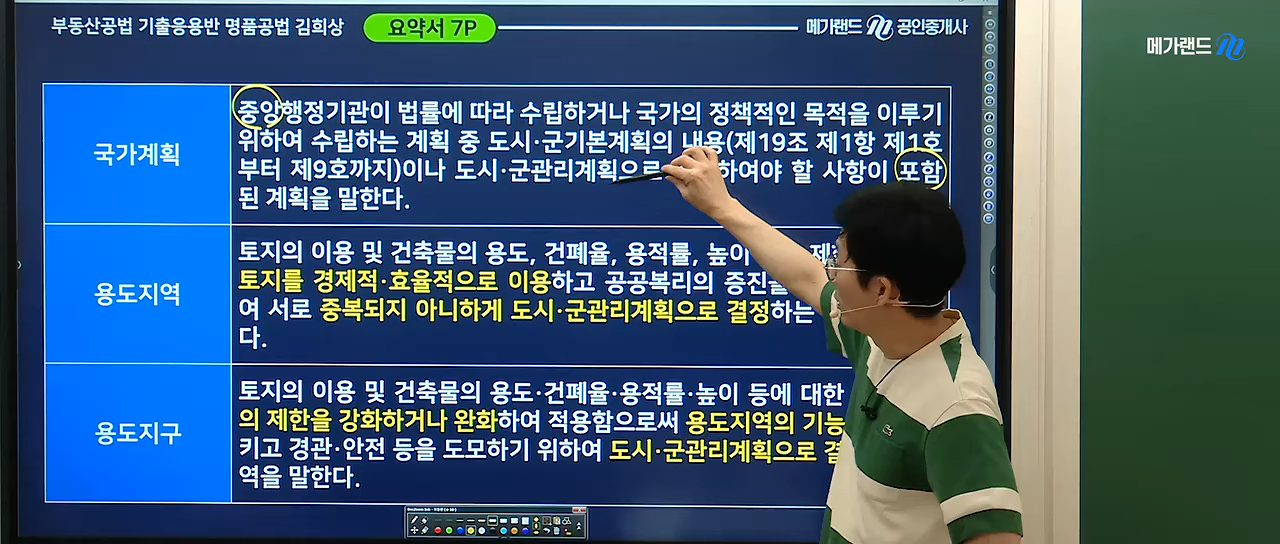 부동산공법 기출응용반 명품공법 김희상
요약서 7P
메가랜드 공인중개사
메가랜드
국가계획
중앙행정기관이 법률에 따라 수립하거나 국가의 정책적인 목적을 이루기
위하여 수립하는 계획 중 도시·군기본계획의 내용(제19조 제1항 제1호
부터 제9호까지)이나 도시·군관리계획으로 하여야 할 사항이 포함
된 계획을 말한다.
용도지역
토지의 이용 및 건축물의 용도, 건폐율, 용적률, 높이
토지를 경제적·효율적으로 이용하고 공공복리의 증진을
여 서로 중복되지 아니하게 도시·군관리계획으로 결정하는
다.
용도지구
토지의 이용 및 건축물의 용도·건폐율·용적률·높이 등에 대한
의 제한을 강화하거나 완화하여 적용함으로써 용도지역의 기능
키고 경관·안전 등을 도모하기 위하여 도시·군관리계획으로
역을 말한다.